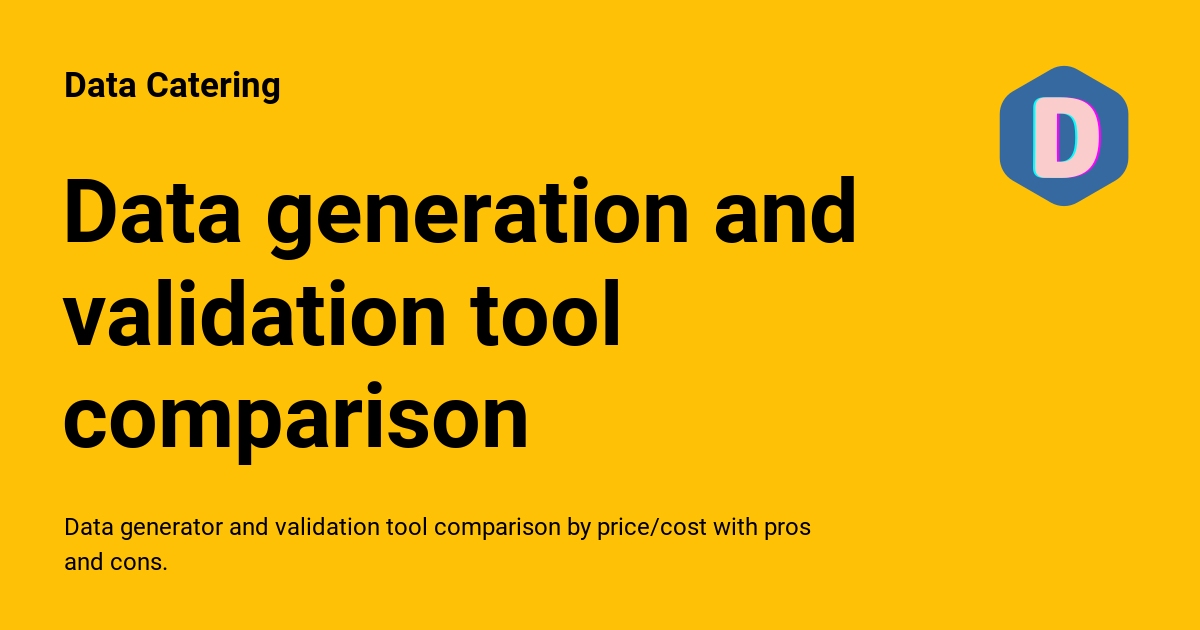 Data Catering
D
Data generation and
validation tool
comparison
Data generator and validation tool comparison by price/cost with pros
and cons.